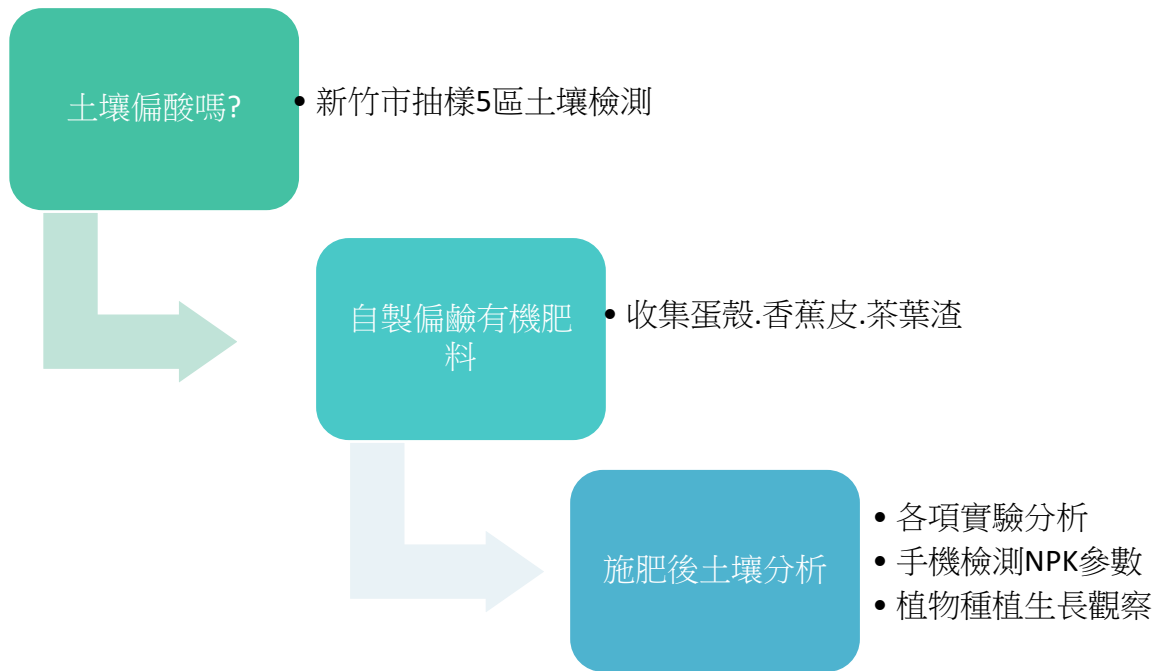 土壤偏酸嗎?
• 新竹市抽樣5區土壤檢測
自製偏鹼有機肥
料
• 收集蛋殼.香蕉皮.茶葉渣
施肥後土壤分析
• 各項實驗分析
• 手機檢測NPK參數
• 植物種植生長觀察